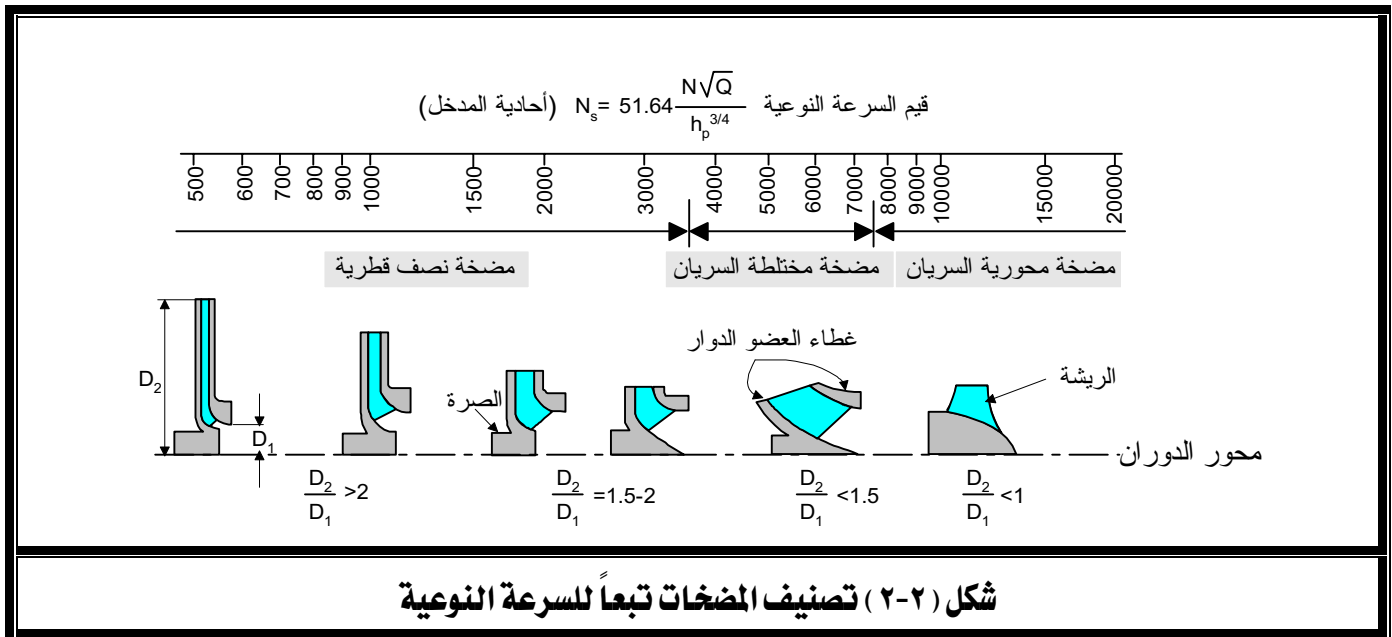 قيم السرعة النوعية N_s= 51.64 N√Q / h_p^3/4 (أحادية المدخل)
500 600 700 800 900 1000 1500 2000 3000 4000 5000 6000 7000 8000 9000 10000 15000 20000
مضخة نصف قطرية
مضخة مختلطة السريان
مضخة محورية السريان
غطاء العضو الدوار
الريشة
الصرة
D₂
D₁
محور الدوران
D₂/D₁ >2
D₂/D₁ =1.5-2
D₂/D₁ <1.5
D₂/D₁ <1
شكل (٢-٢) تصنيف المضخات تبعاً للسرعة النوعية